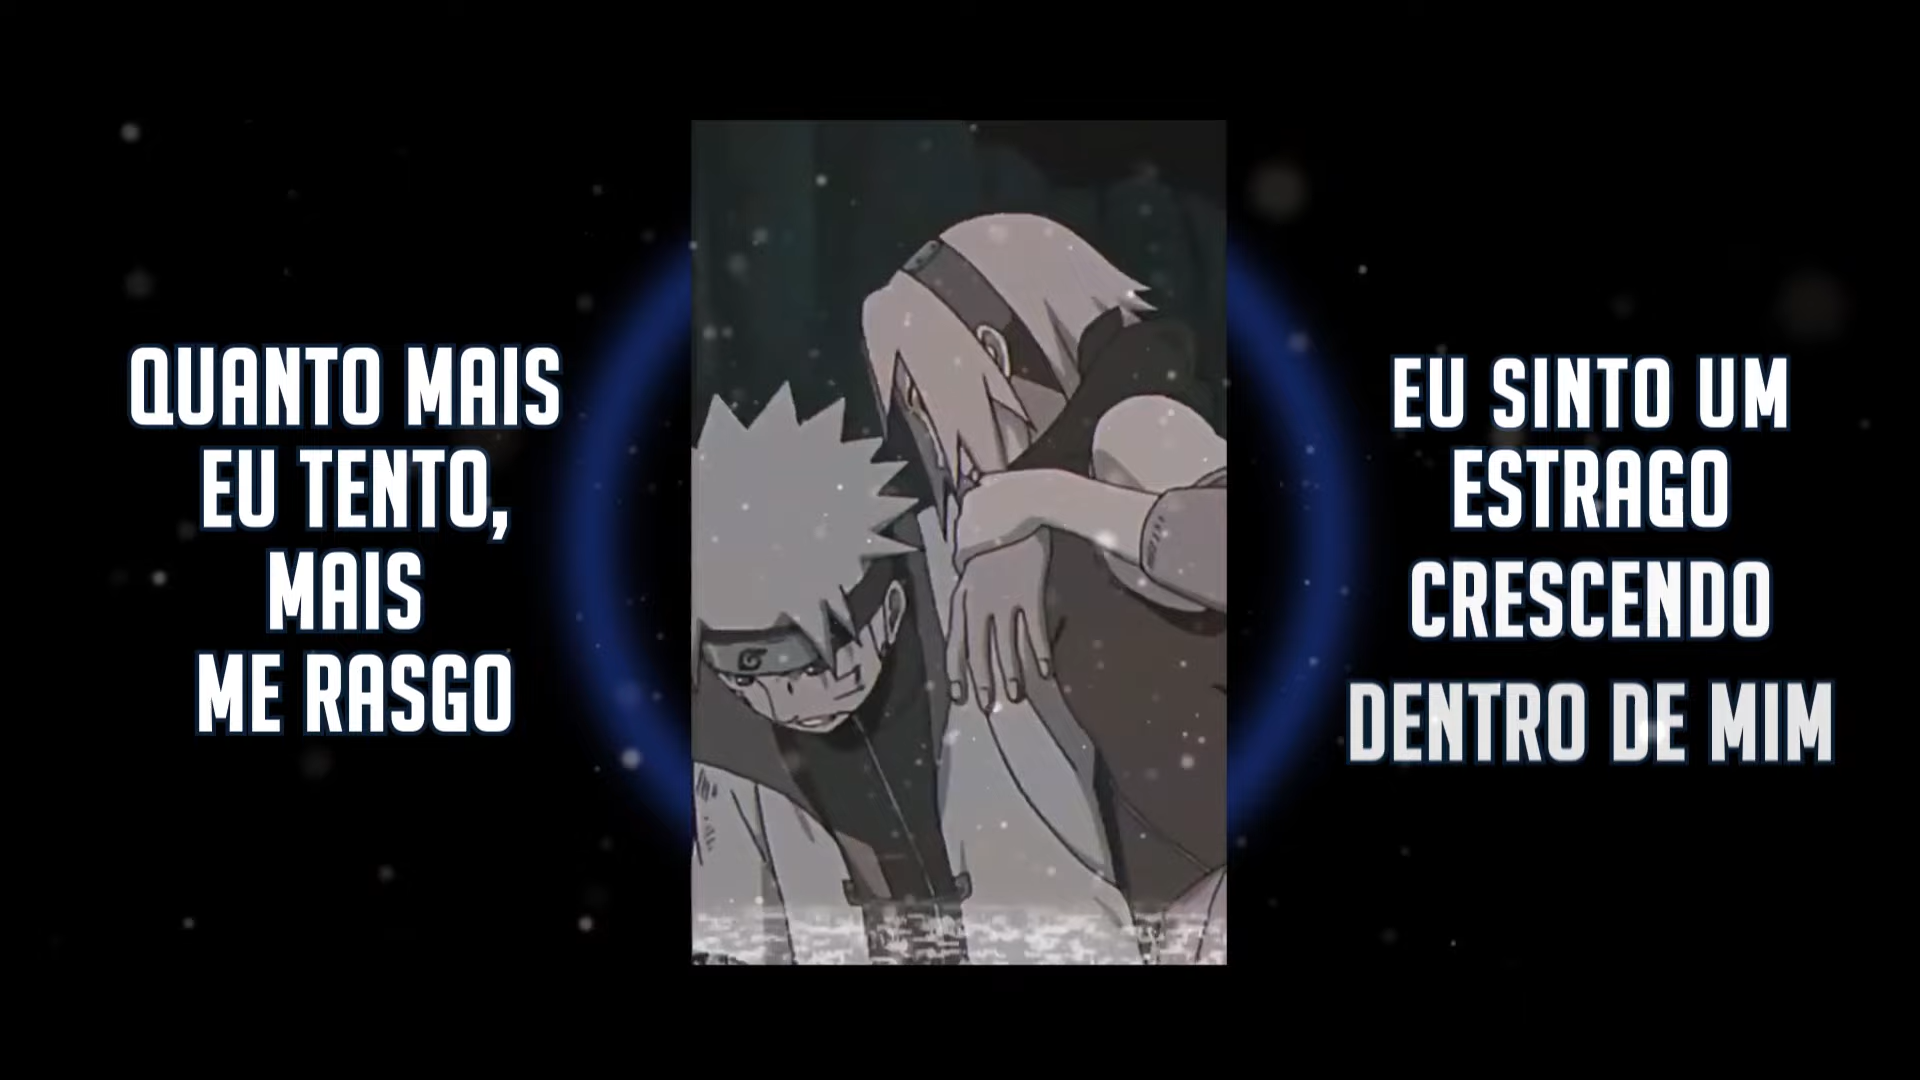 QUANTO MAIS
EU TENTO,
MAIS
ME RASGO
EU SINTO UM
ESTRAGO
CRESCENDO
DENTRO DE MIM